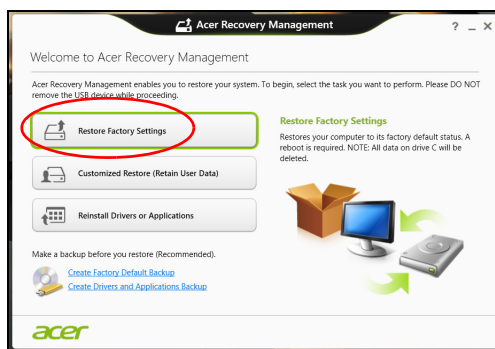 Acer Recovery Management
? _ X
Welcome to Acer Recovery Management
Acer Recovery Management enables you to restore your system. To begin, select the task you want to perform. Please DO NOT
remove the USB device while proceeding.
Restore Factory Settings
Customized Restore (Retain User Data)
Reinstall Drivers or Applications
Restore Factory Settings
Restores your computer to its factory default status. A
reboot is required. NOTE: All data on drive C will be
deleted.
Make a backup before you restore (Recommended).
Create Factory Default Backup
Create Drivers and Applications Backup
acer